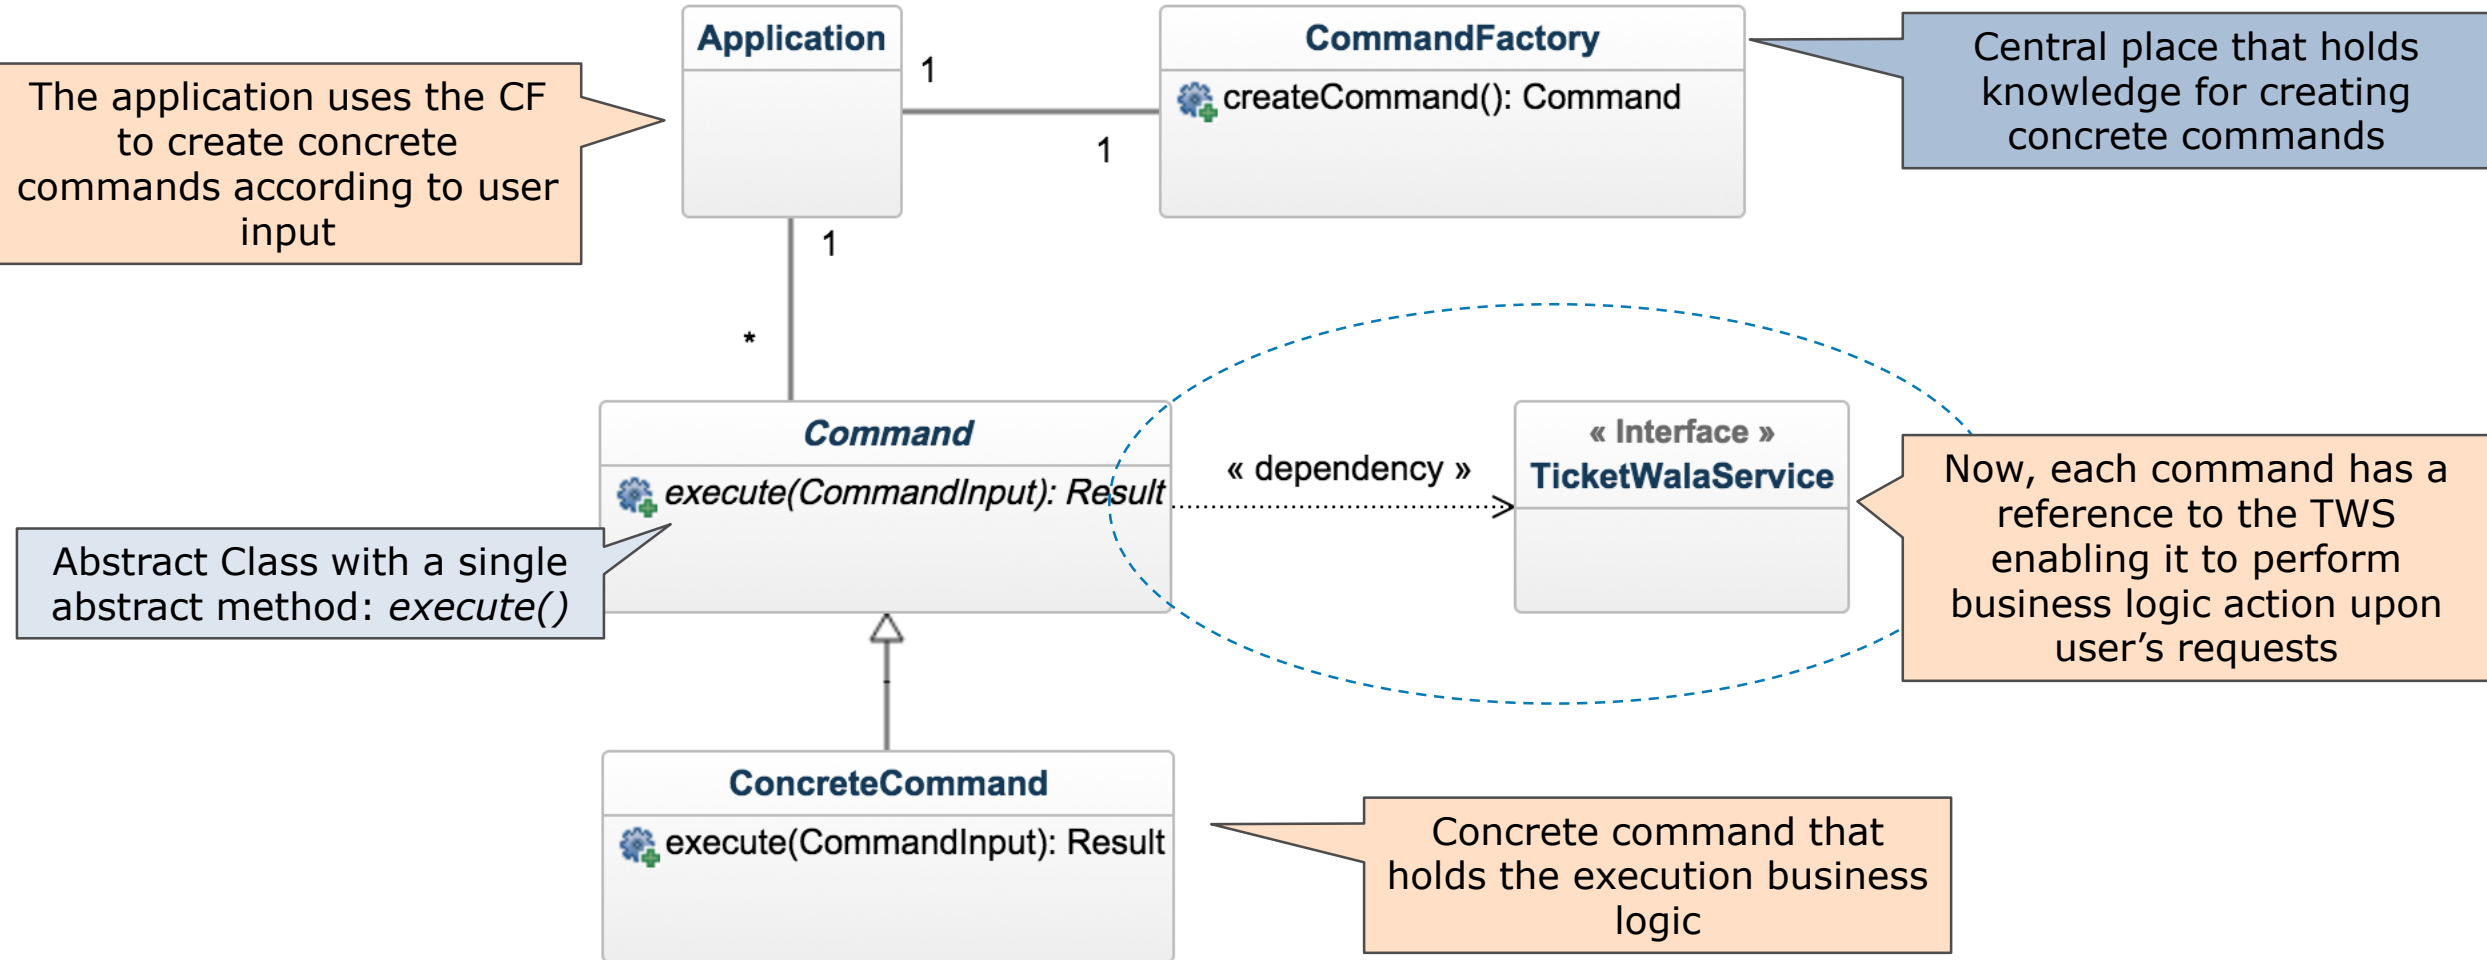 Application
1
1
CommandFactory
createCommand(): Command
Central place that holds
knowledge for creating
concrete commands
The application uses the CF
to create concrete
commands according to user
input
1
*
Command
execute(CommandInput): Result
« dependency »
« Interface »
TicketWalaService
Now, each command has a
reference to the TWS
enabling it to perform
business logic action upon
user’s requests
Abstract Class with a single
abstract method: execute()
ConcreteCommand
execute(CommandInput): Result
Concrete command that
holds the execution business
logic